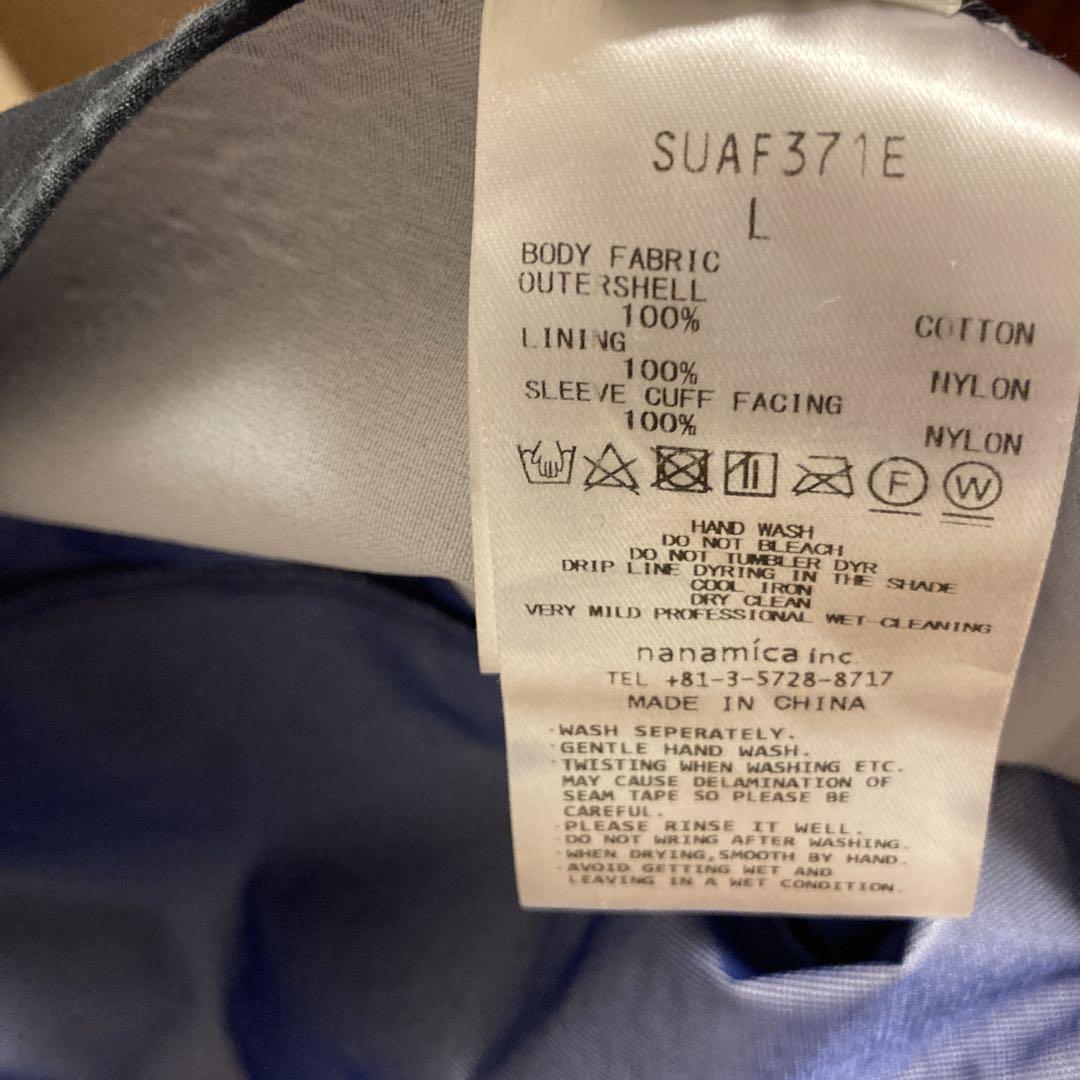 SUAF371E
L
BODY FABRIC
OUTERSHELL
100% COTTON
LINING
100% NYLON
SLEEVE CUFF FACING
100% NYLON
F W
HAND WASH
DO NOT BLEACH
DO NOT TUMBLER DYR
DRIP LINE DYRING IN THE SHADE
COOL IRON
DRY CLEAN
VERY MILD PROFESSIONAL WET-CLEANING
nanamica inc.
TEL +81-3-5728-8717
MADE IN CHINA
·WASH SEPERATELY.
·GENTLE HAND WASH.
·TWISTING WHEN WASHING ETC.
MAY CAUSE DELAMINATION OF
SEAM TAPE SO PLEASE BE
CAREFUL.
·PLEASE RINSE IT WELL.
·DO NOT WRING AFTER WASHING.
·WHEN DRYING,SMOOTH BY HAND.
·AVOID GETTING WET AND
LEAVING IN A WET CONDITION.